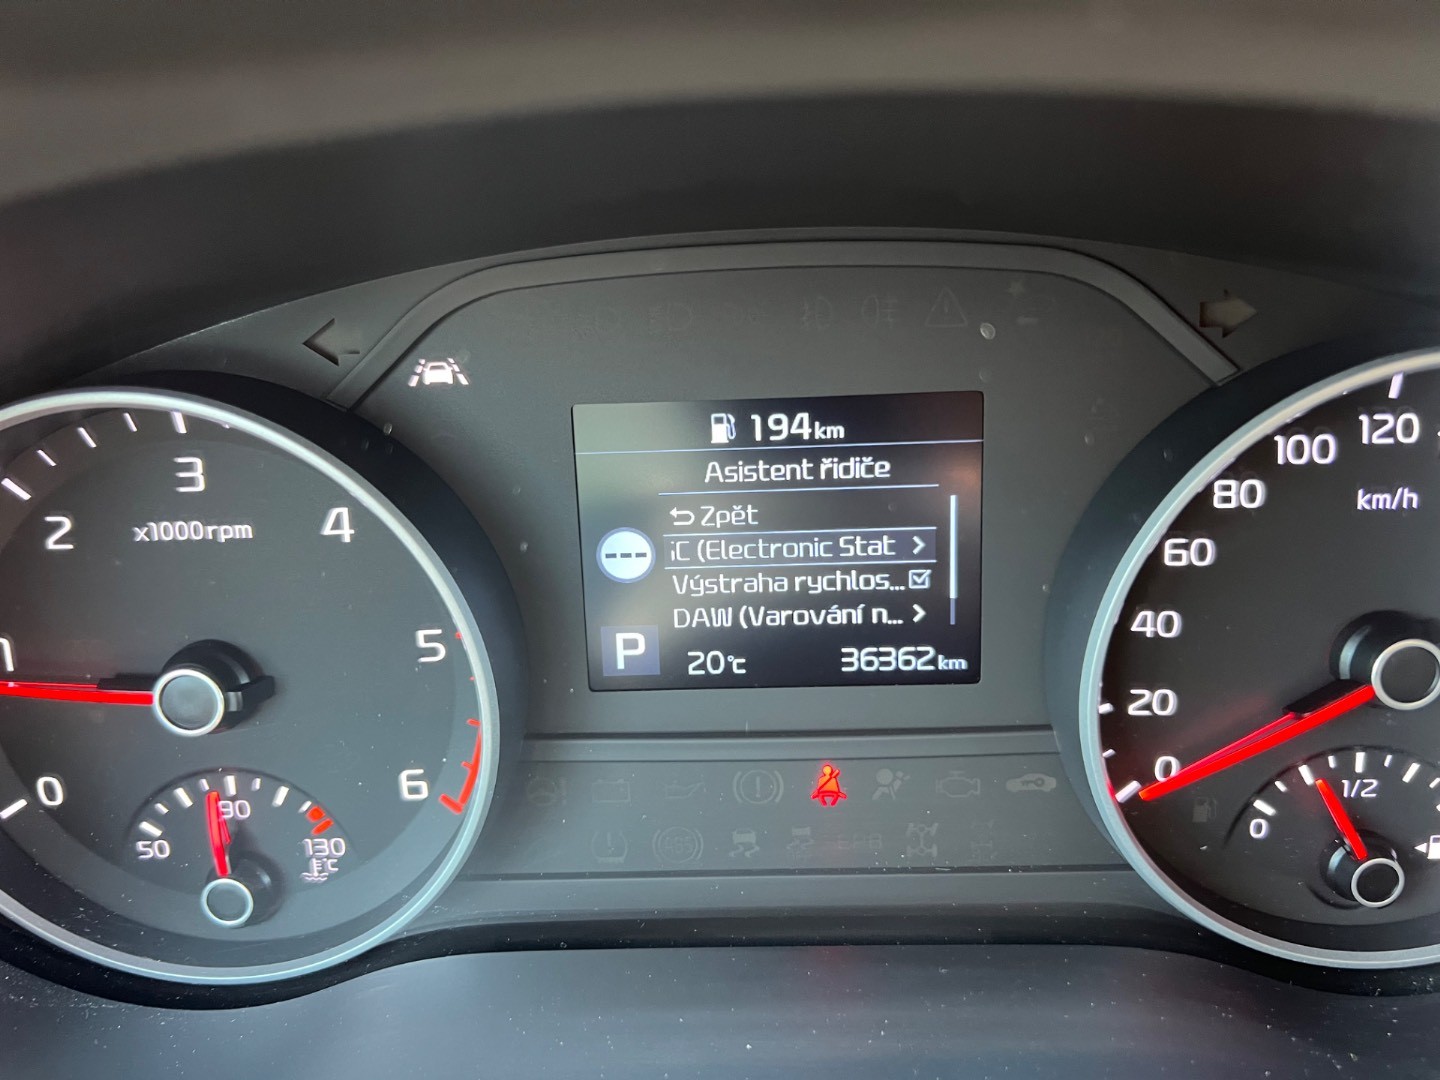 194km
Asistent řidiče
Zpět
iC (Electronic Stat
Výstraha rychlos...
DAW (Varování n...
P
20°C
36362km
1
2
3
4
5
6
0
x1000rpm
50
90
130
°C
0
20
40
60
80
100
120
km/h
0
1/2